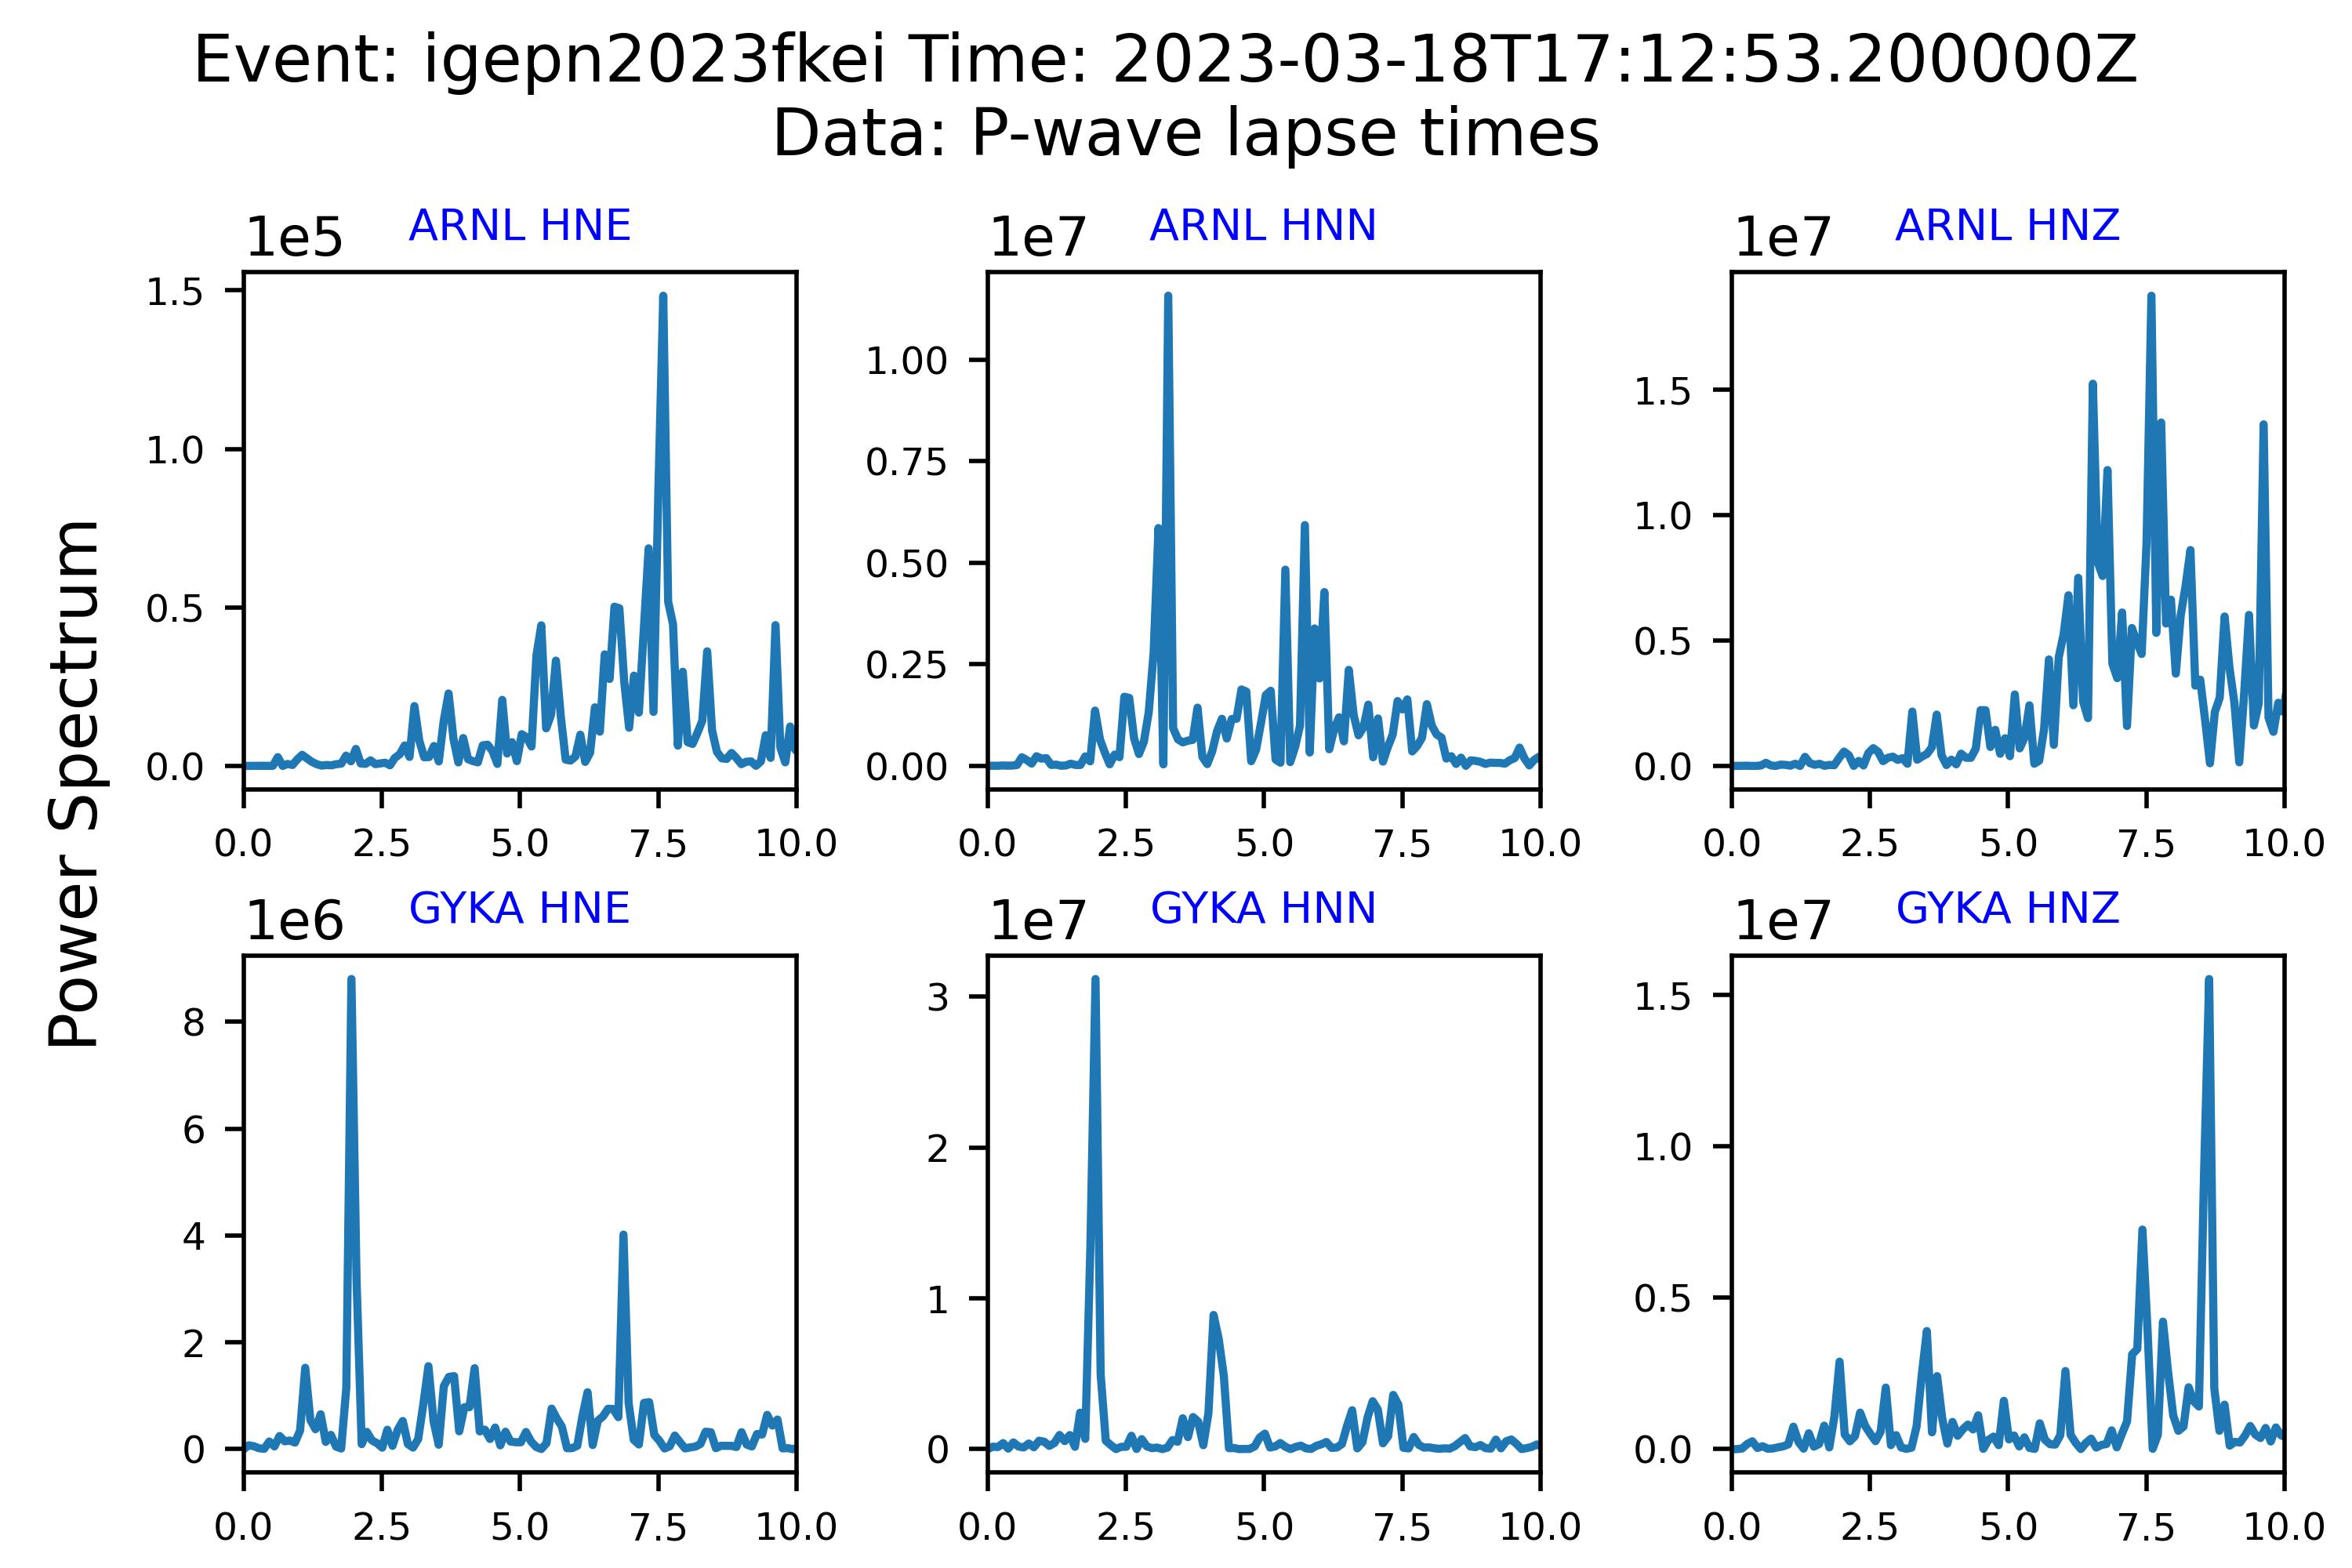 Event: igepn2023fkei Time: 2023-03-18T17:12:53.200000Z
Data: P-wave lapse times
Power Spectrum
1e5 ARNL HNE
1.5
1.0
0.5
0.0
0.0 2.5 5.0 7.5 10.0
1e7 ARNL HNN
1.00
0.75
0.50
0.25
0.00
0.0 2.5 5.0 7.5 10.0
1e7 ARNL HNZ
1.5
1.0
0.5
0.0
0.0 2.5 5.0 7.5 10.0
1e6 GYKA HNE
8
6
4
2
0
0.0 2.5 5.0 7.5 10.0
1e7 GYKA HNN
3
2
1
0
0.0 2.5 5.0 7.5 10.0
1e7 GYKA HNZ
1.5
1.0
0.5
0.0
0.0 2.5 5.0 7.5 10.0